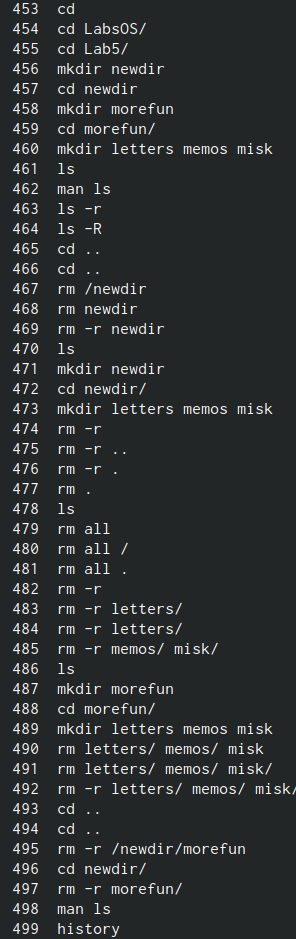 453 cd
454 cd LabsOS/
455 cd Lab5/
456 mkdir newdir
457 cd newdir
458 mkdir morefun
459 cd morefun/
460 mkdir letters memos misk
461 ls
462 man ls
463 ls -r
464 ls -R
465 cd ..
466 cd ..
467 rm /newdir
468 rm newdir
469 rm -r newdir
470 ls
471 mkdir newdir
472 cd newdir/
473 mkdir letters memos misk
474 rm -r
475 rm -r ..
476 rm -r .
477 rm .
478 ls
479 rm all
480 rm all /
481 rm all .
482 rm -r
483 rm -r letters/
484 rm -r letters/
485 rm -r memos/ misk/
486 ls
487 mkdir morefun
488 cd morefun/
489 mkdir letters memos misk
490 rm letters/ memos/ misk
491 rm letters/ memos/ misk/
492 rm -r letters/ memos/ misk/
493 cd ..
494 cd ..
495 rm -r /newdir/morefun
496 cd newdir/
497 rm -r morefun/
498 man ls
499 history